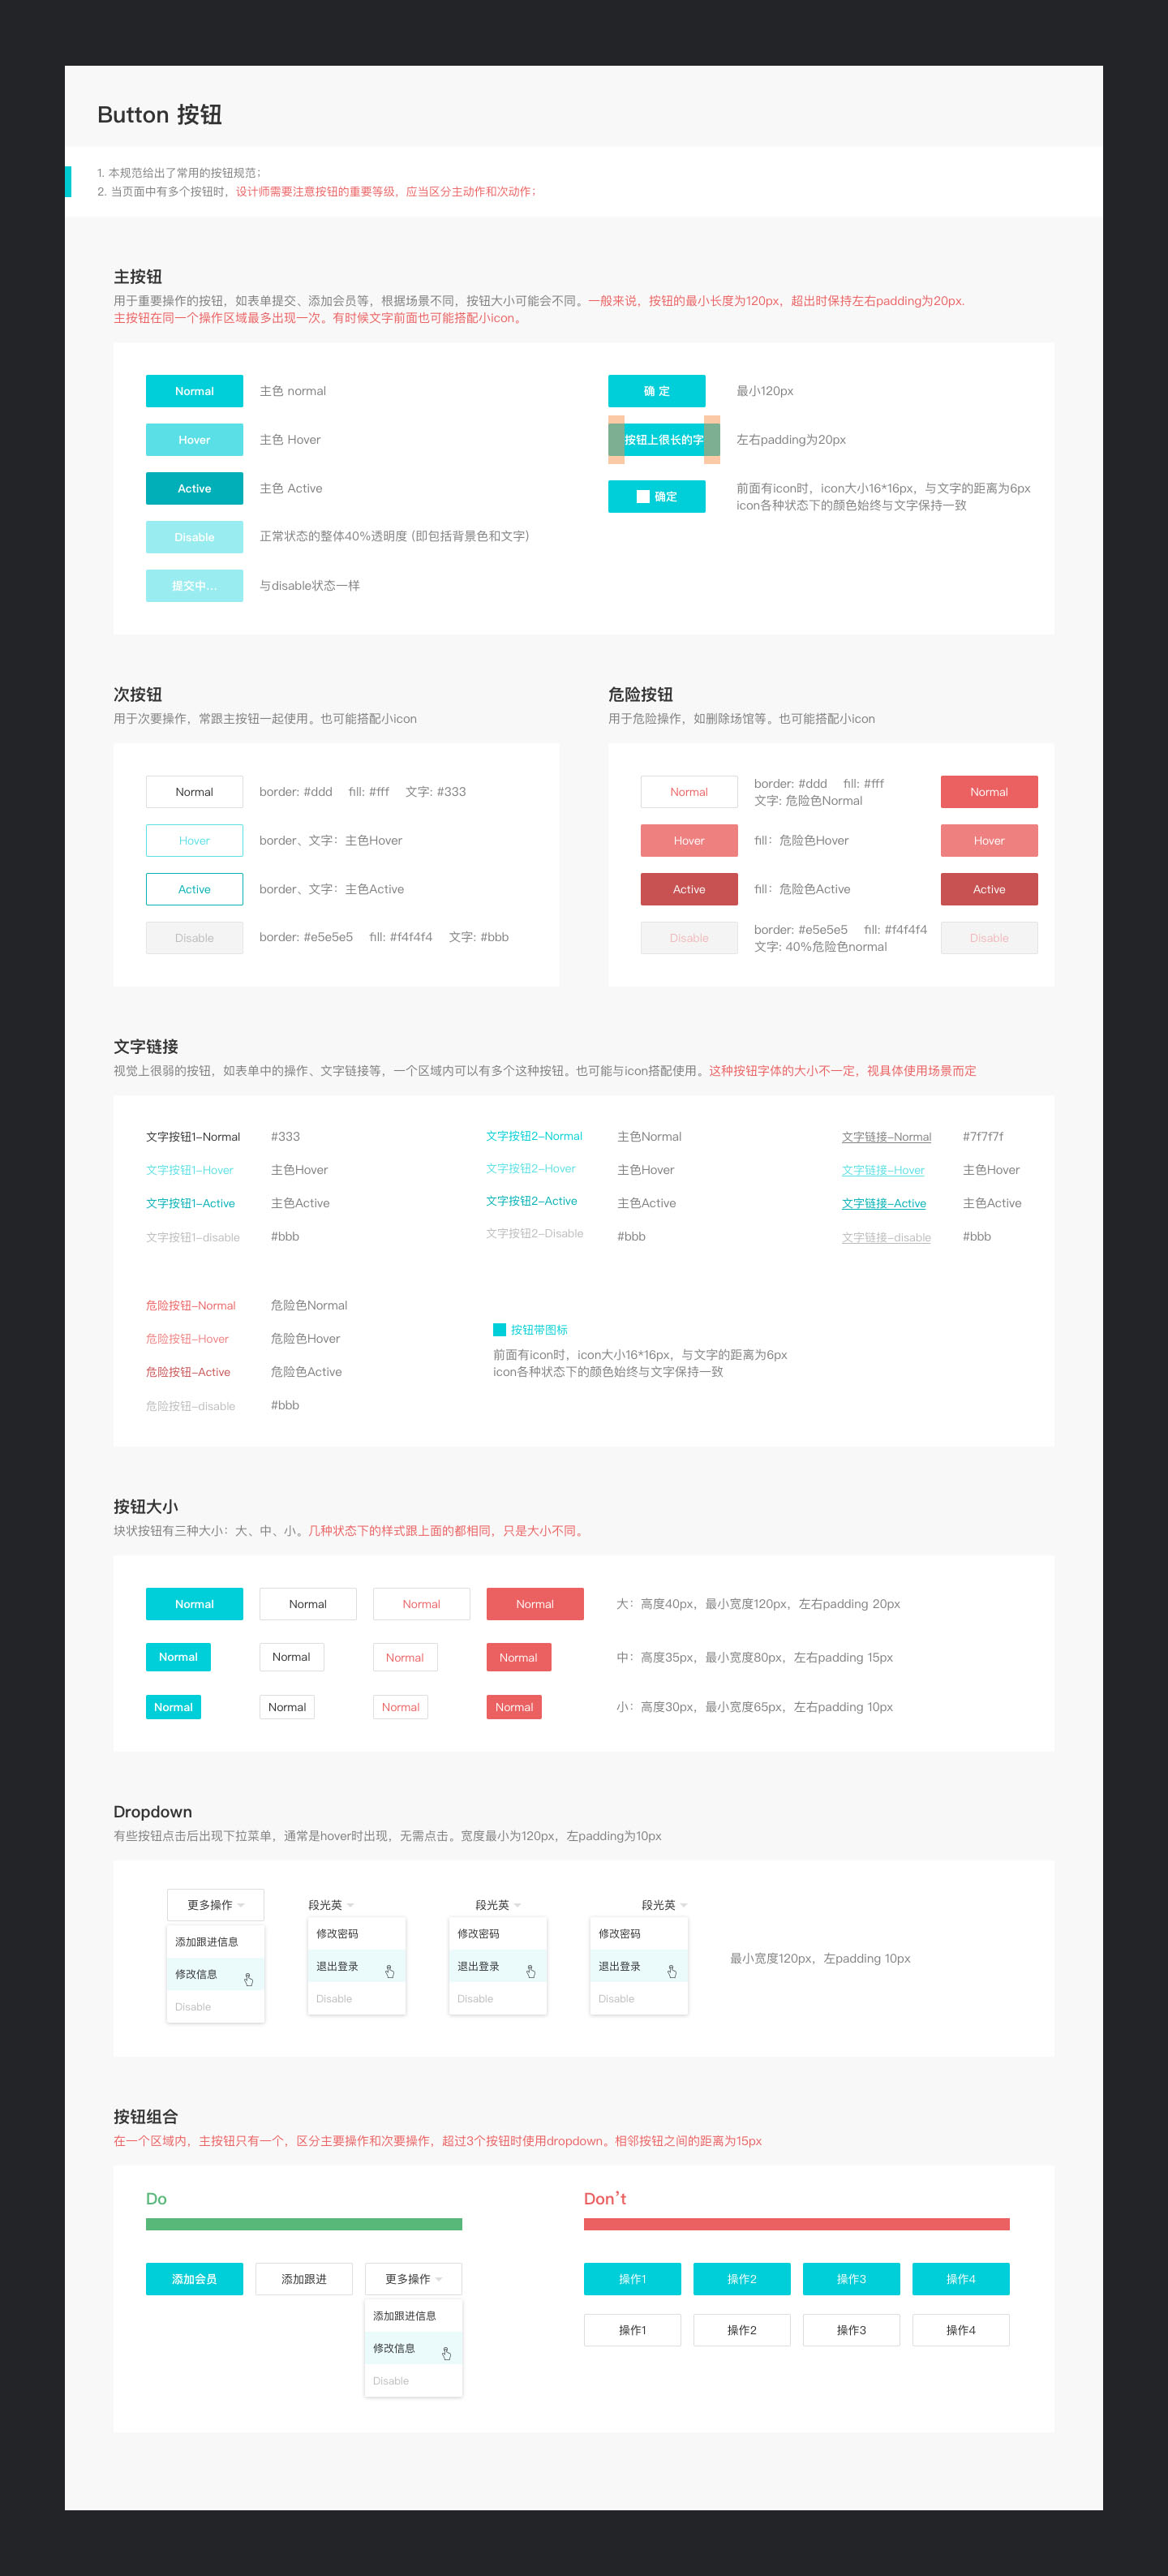 Button 按钮
1. 本规范给出了常用的按钮规范；
2. 当页面中有多个按钮时，设计师需要注意按钮的重要等级，应当区分主动作和次动作；
主按钮
用于重要操作的按钮，如表单提交、添加会员等，根据场景不同，按钮大小可能会不同。一般来说，按钮的最小长度为120px，超出时保持左右padding为20px.
主按钮在同一个操作区域最多出现一次。有时候文字前面也可能搭配小icon。
Normal 主色 normal
Hover 主色 Hover
Active 主色 Active
Disable 正常状态的整体40%透明度 (即包括背景色和文字)
提交中... 与disable状态一样
确 定 最小120px
按钮上很长的字 左右padding为20px
确定 前面有icon时，icon大小16*16px，与文字的距离为6px
icon各种状态下的颜色始终与文字保持一致
次按钮
用于次要操作，常跟主按钮一起使用。也可能搭配小icon
Normal border: #ddd fill: #fff 文字: #333
Hover border、文字：主色Hover
Active border、文字：主色Active
Disable border: #e5e5e5 fill: #f4f4f4 文字: #bbb
危险按钮
用于危险操作，如删除场馆等。也可能搭配小icon
Normal border: #ddd fill: #fff Normal
文字: 危险色Normal
Hover fill：危险色Hover Hover
Active fill：危险色Active Active
Disable border: #e5e5e5 fill: #f4f4f4 Disable
文字: 40%危险色normal
文字链接
视觉上很弱的按钮，如表单中的操作、文字链接等，一个区域内可以有多个这种按钮。也可能与icon搭配使用。这种按钮字体的大小不一定，视具体使用场景而定
文字按钮1-Normal #333
文字按钮1-Hover 主色Hover
文字按钮1-Active 主色Active
文字按钮1-disable #bbb
文字按钮2-Normal 主色Normal
文字按钮2-Hover 主色Hover
文字按钮2-Active 主色Active
文字按钮2-Disable #bbb
文字链接-Normal #7f7f7f
文字链接-Hover 主色Hover
文字链接-Active 主色Active
文字链接-disable #bbb
危险按钮-Normal 危险色Normal
危险按钮-Hover 危险色Hover
危险按钮-Active 危险色Active
危险按钮-disable #bbb
按钮带图标
前面有icon时，icon大小16*16px，与文字的距离为6px
icon各种状态下的颜色始终与文字保持一致
按钮大小
块状按钮有三种大小：大、中、小。几种状态下的样式跟上面的都相同，只是大小不同。
Normal Normal Normal Normal 大：高度40px，最小宽度120px，左右padding 20px
Normal Normal Normal Normal 中：高度35px，最小宽度80px，左右padding 15px
Normal Normal Normal Normal 小：高度30px，最小宽度65px，左右padding 10px
Dropdown
有些按钮点击后出现下拉菜单，通常是hover时出现，无需点击。宽度最小为120px，左padding为10px
更多操作
添加跟进信息
修改信息
Disable
段光英
修改密码
退出登录
Disable
段光英
修改密码
退出登录
Disable
段光英
修改密码
退出登录
Disable
最小宽度120px，左padding 10px
按钮组合
在一个区域内，主按钮只有一个，区分主要操作和次要操作，超过3个按钮时使用dropdown。相邻按钮之间的距离为15px
Do
添加会员 添加跟进 更多操作
添加跟进信息
修改信息
Disable
Don't
操作1 操作2 操作3 操作4
操作1 操作2 操作3 操作4